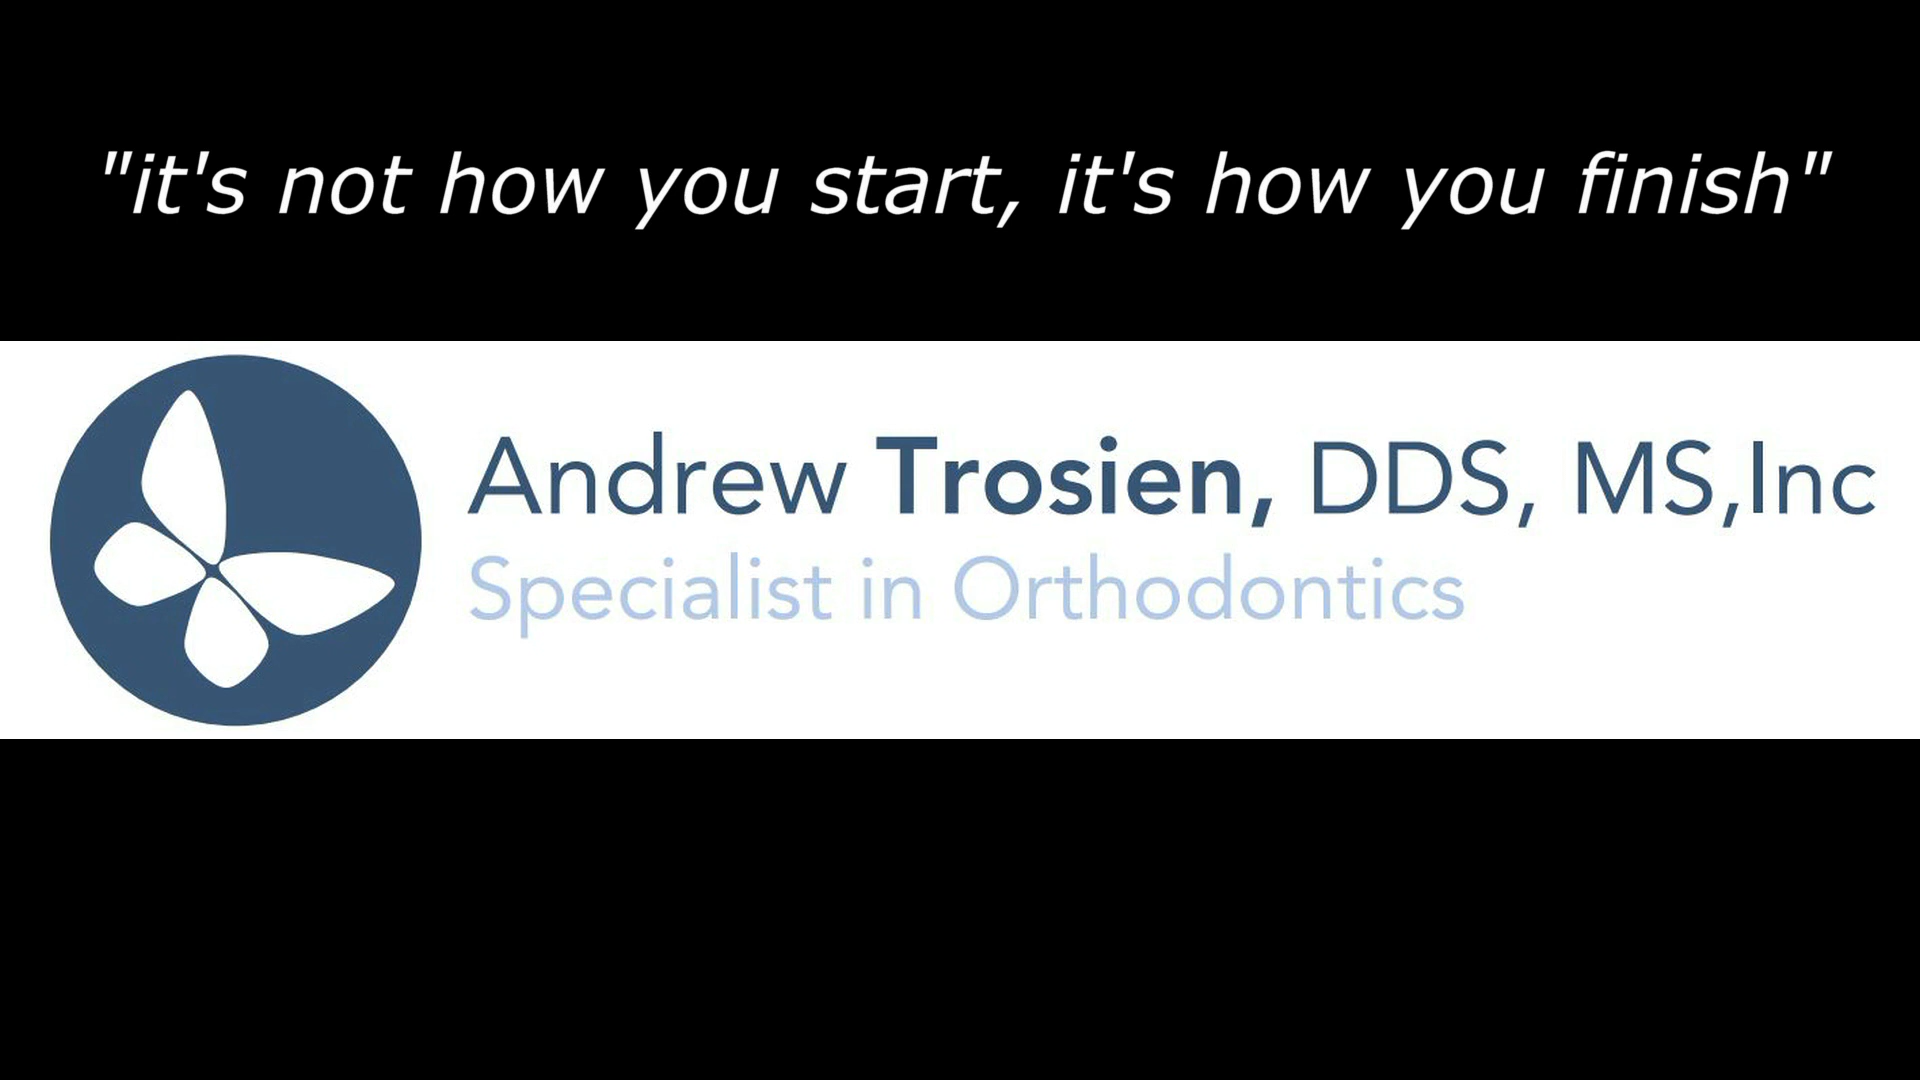 "it's not how you start, it's how you finish"
Andrew Trosien, DDS, MS,Inc
Specialist in Orthodontics